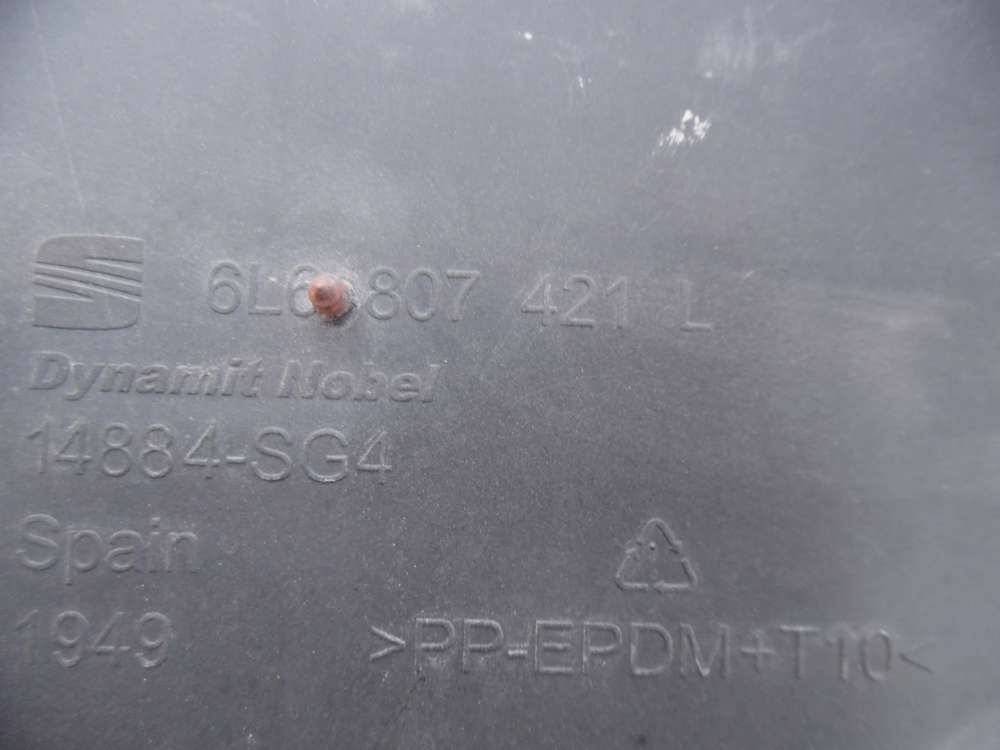 6L6 807 421 L
Dynamit Nobel
14884-SG4
Spain
1949
>PP-EPDM+T10<